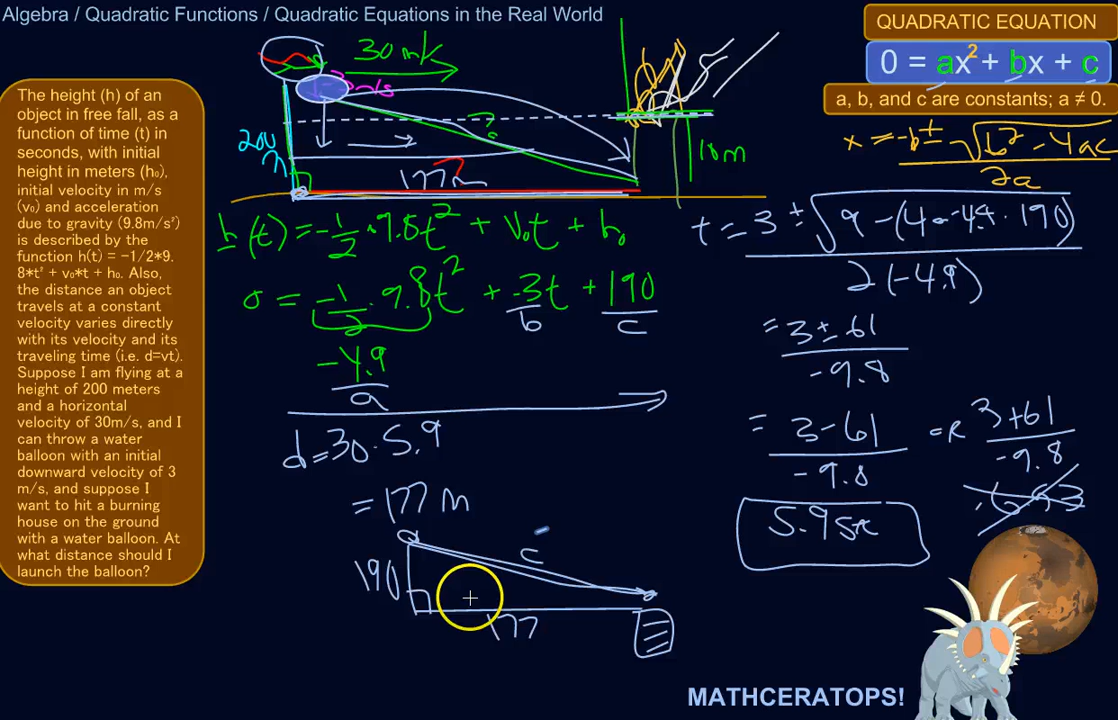 Algebra / Quadratic Functions / Quadratic Equations in the Real World
QUADRATIC EQUATION
0 = ax² + bx + c
a, b, and c are constants; a ≠ 0.
x = -b ± √b² - 4ac
2a
The height (h) of an
object in free fall, as a
function of time (t) in
seconds, with initial
height in meters (h₀),
initial velocity in m/s
(v₀) and acceleration
due to gravity (9.8m/s²)
is described by the
function h(t) = -1/2*9.
8*t² + v₀*t + h₀. Also,
the distance an object
travels at a constant
velocity varies directly
with its velocity and its
traveling time (i.e. d=vt).
Suppose I am flying at a
height of 200 meters
and a horizontal
velocity of 30m/s, and I
can throw a water
balloon with an initial
downward velocity of 3
m/s, and suppose I
want to hit a burning
house on the ground
with a water balloon. At
what distance should I
launch the balloon?
200
177
10m
h(t) = -1/2 · 9.8t² + V₀t + h₀
0 = -1/2 · 9.8t² + -3t + 190
b c
-4.9
a
d=30·5.9
= 177 m
c
190
177
t = 3 ± √9 - (4 · -4.9 · 190)
2(-4.9)
= 3 ± 61
-9.8
= 3 - 61
-9.8
3 + 61
-9.8
MATHCERATOPS!